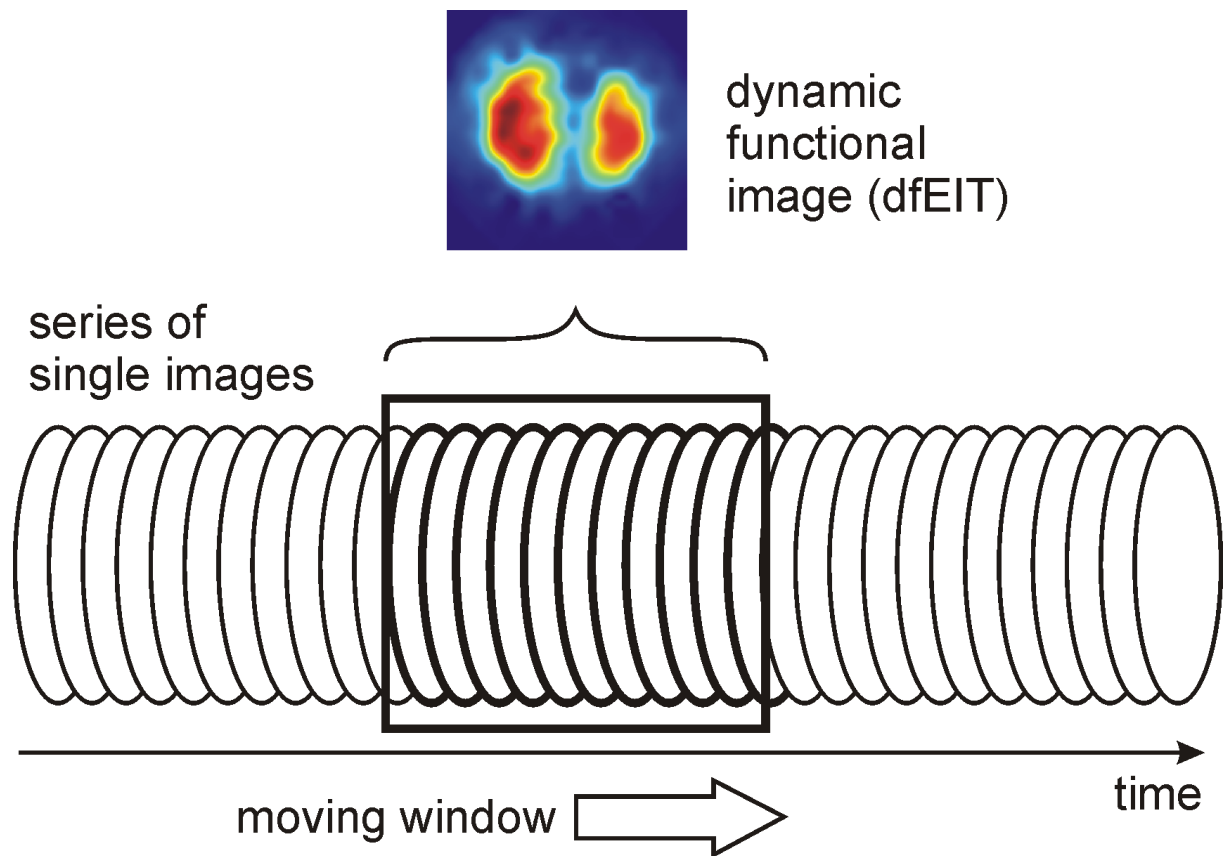 dynamic
functional
image (dfEIT)
series of
single images
time
moving window